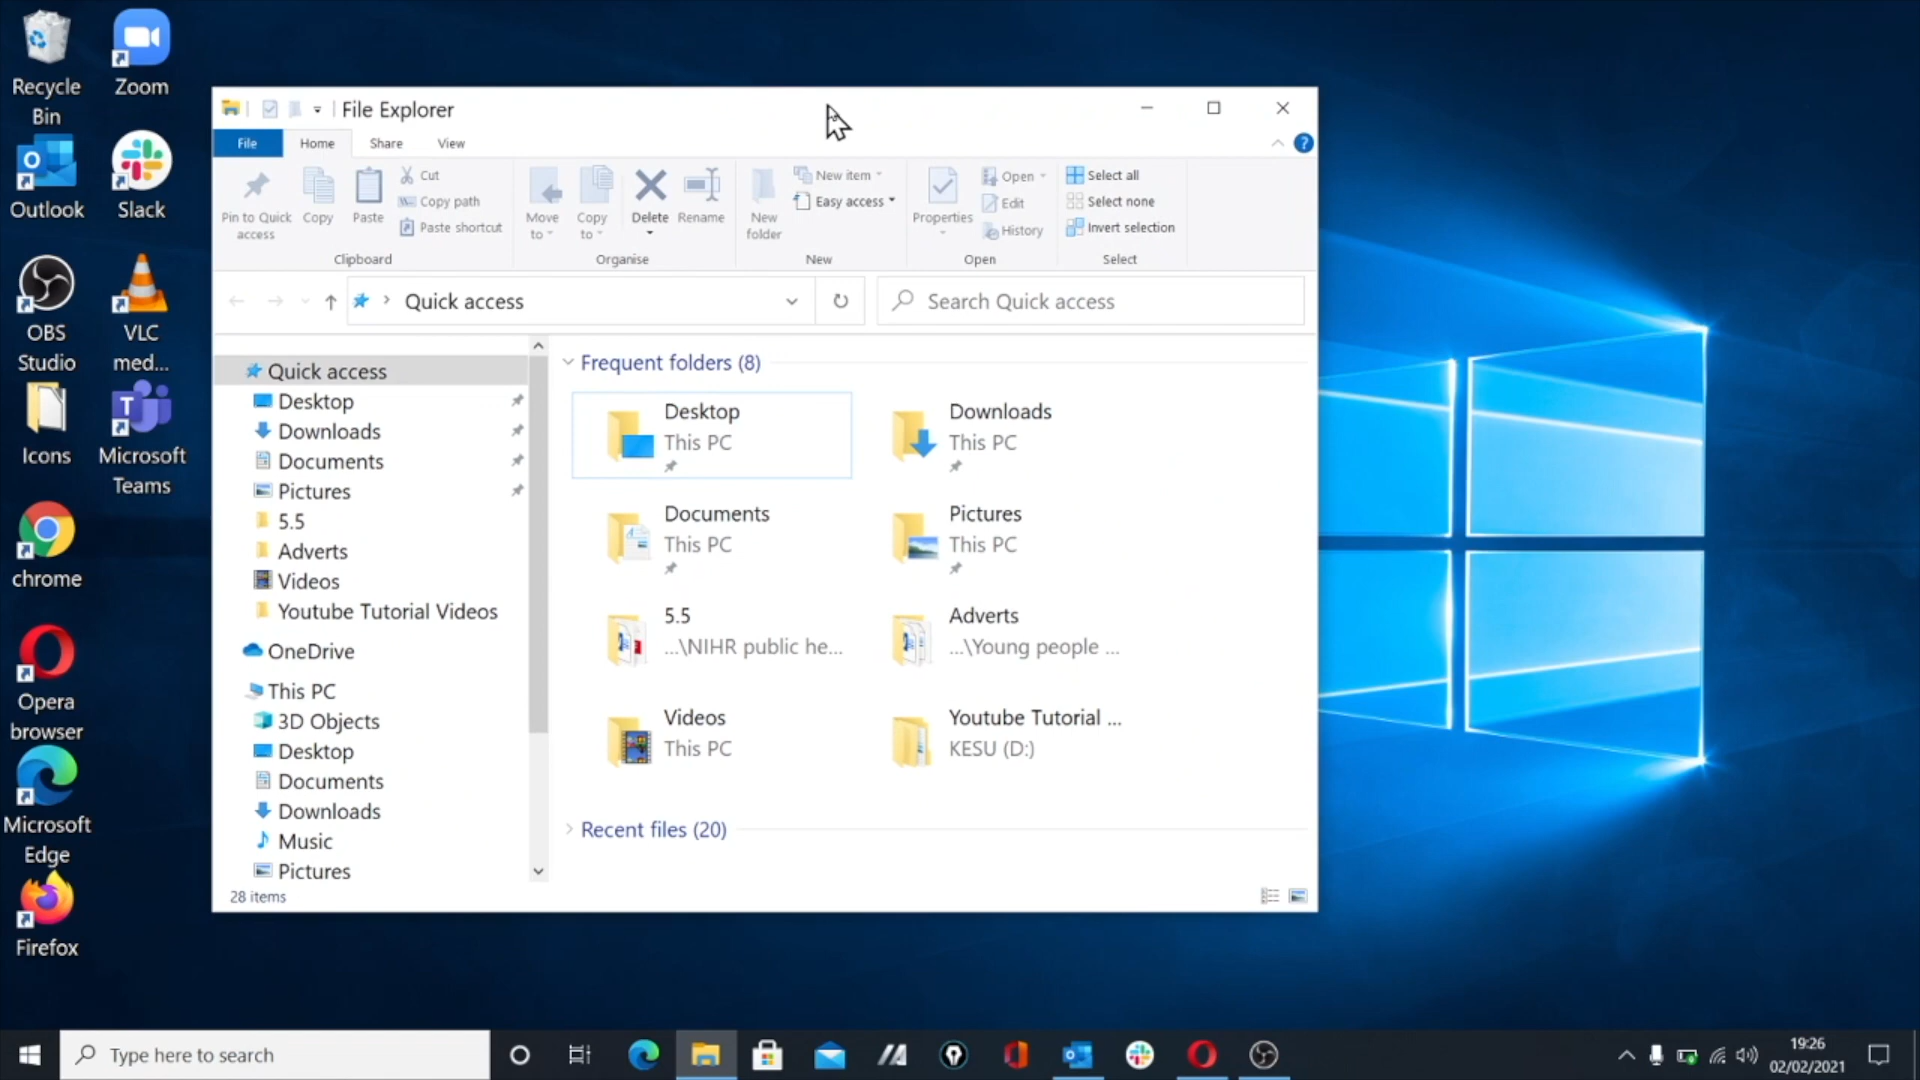 Recycle
Bin
Zoom
Outlook
Slack
OBS
Studio
VLC
med...
Icons
Microsoft
Teams
chrome
Opera
browser
Microsoft
Edge
Firefox
File Explorer
File Home Share View
Pin to Quick
access
Copy
Paste
Cut
Copy path
Paste shortcut
Clipboard
Move
to
Copy
to
Delete
Rename
Organise
New
folder
New item
Easy access
New
Properties
Open
Edit
History
Open
Select all
Select none
Invert selection
Select
Quick access
Search Quick access
Quick access
Desktop
Downloads
Documents
Pictures
5.5
Adverts
Videos
Youtube Tutorial Videos
OneDrive
This PC
3D Objects
Desktop
Documents
Downloads
Music
Pictures
Frequent folders (8)
Desktop
This PC
Downloads
This PC
Documents
This PC
Pictures
This PC
5.5
...\NIHR public he...
Adverts
...\Young people ...
Videos
This PC
Youtube Tutorial ...
KESU (D:)
Recent files (20)
28 items
Type here to search
19:26
02/02/2021